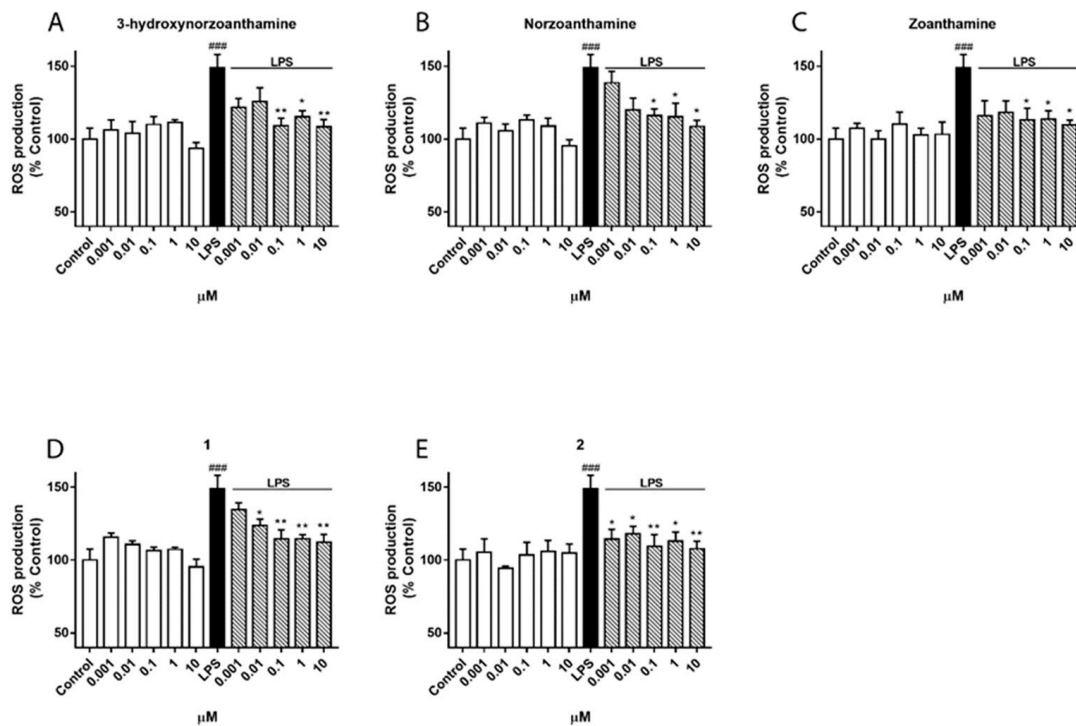 A
3-hydroxynorzoanthamine
###
LPS
ROS production
(% Control)
150
100
50
** * **
Control 0.001 0.01 0.1 1 10 LPS 0.001 0.01 0.1 1 10
μM
B
Norzoanthamine
###
LPS
ROS production
(% Control)
150
100
50
* * *
Control 0.001 0.01 0.1 1 10 LPS 0.001 0.01 0.1 1 10
μM
C
Zoanthamine
###
LPS
ROS production
(% Control)
150
100
50
* * *
Control 0.001 0.01 0.1 1 10 LPS 0.001 0.01 0.1 1 10
μM
D
1
###
LPS
ROS production
(% Control)
150
100
50
* ** ** **
Control 0.001 0.01 0.1 1 10 LPS 0.001 0.01 0.1 1 10
μM
E
2
###
LPS
ROS production
(% Control)
150
100
50
* * ** * **
Control 0.001 0.01 0.1 1 10 LPS 0.001 0.01 0.1 1 10
μM